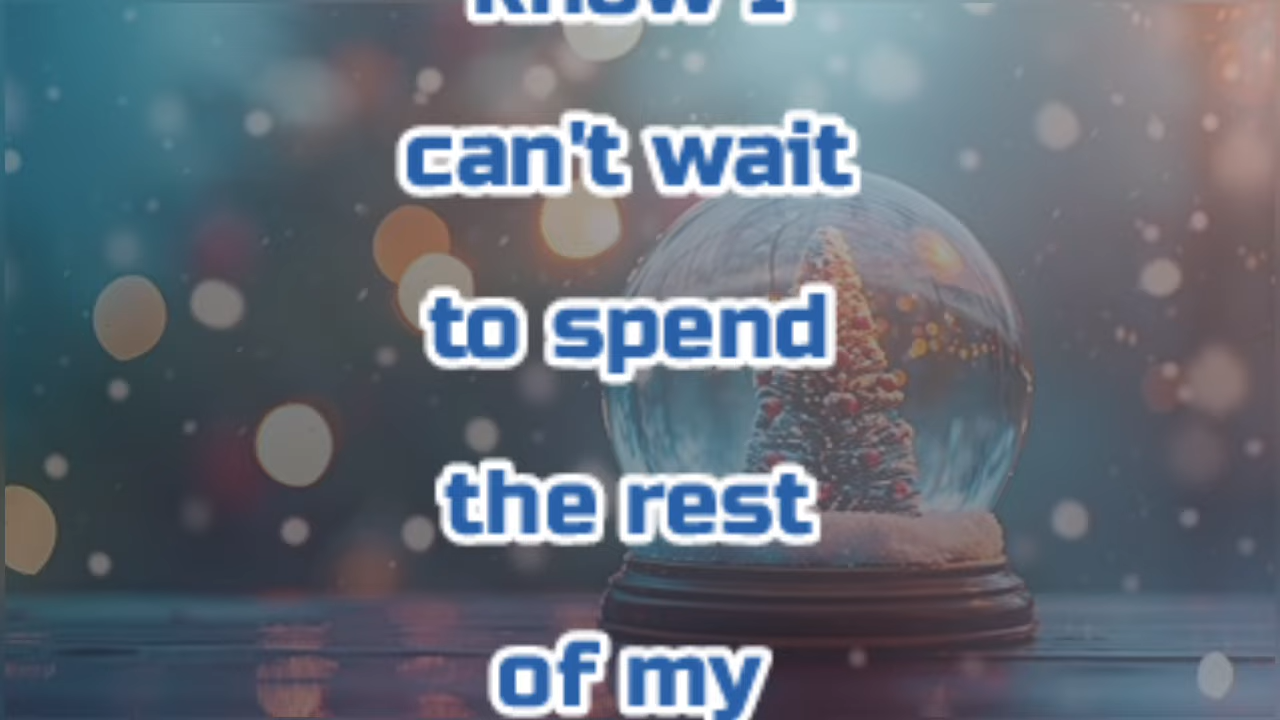 know I
can't wait
to spend
the rest
of my